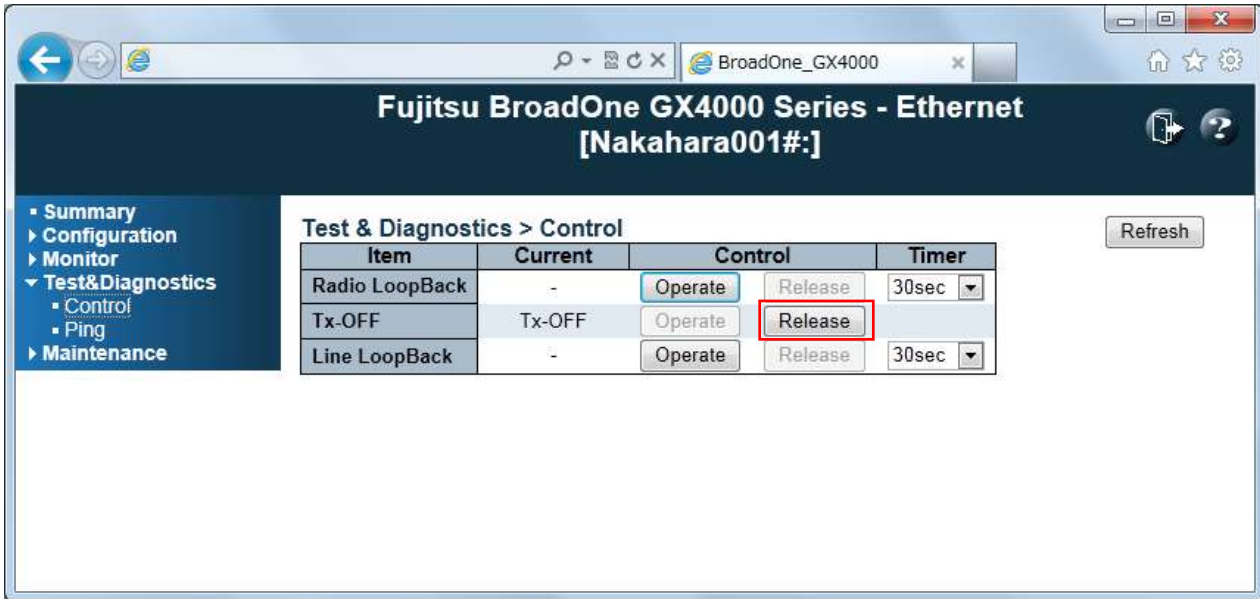 BroadOne_GX4000
Fujitsu BroadOne GX4000 Series - Ethernet
[Nakahara001#:]
Summary
Configuration
Monitor
Test&Diagnostics
Control
Ping
Maintenance
Test & Diagnostics > Control
Refresh
Item Current Control Timer
Radio LoopBack - Operate Release 30sec
Tx-OFF Tx-OFF Operate Release
Line LoopBack - Operate Release 30sec